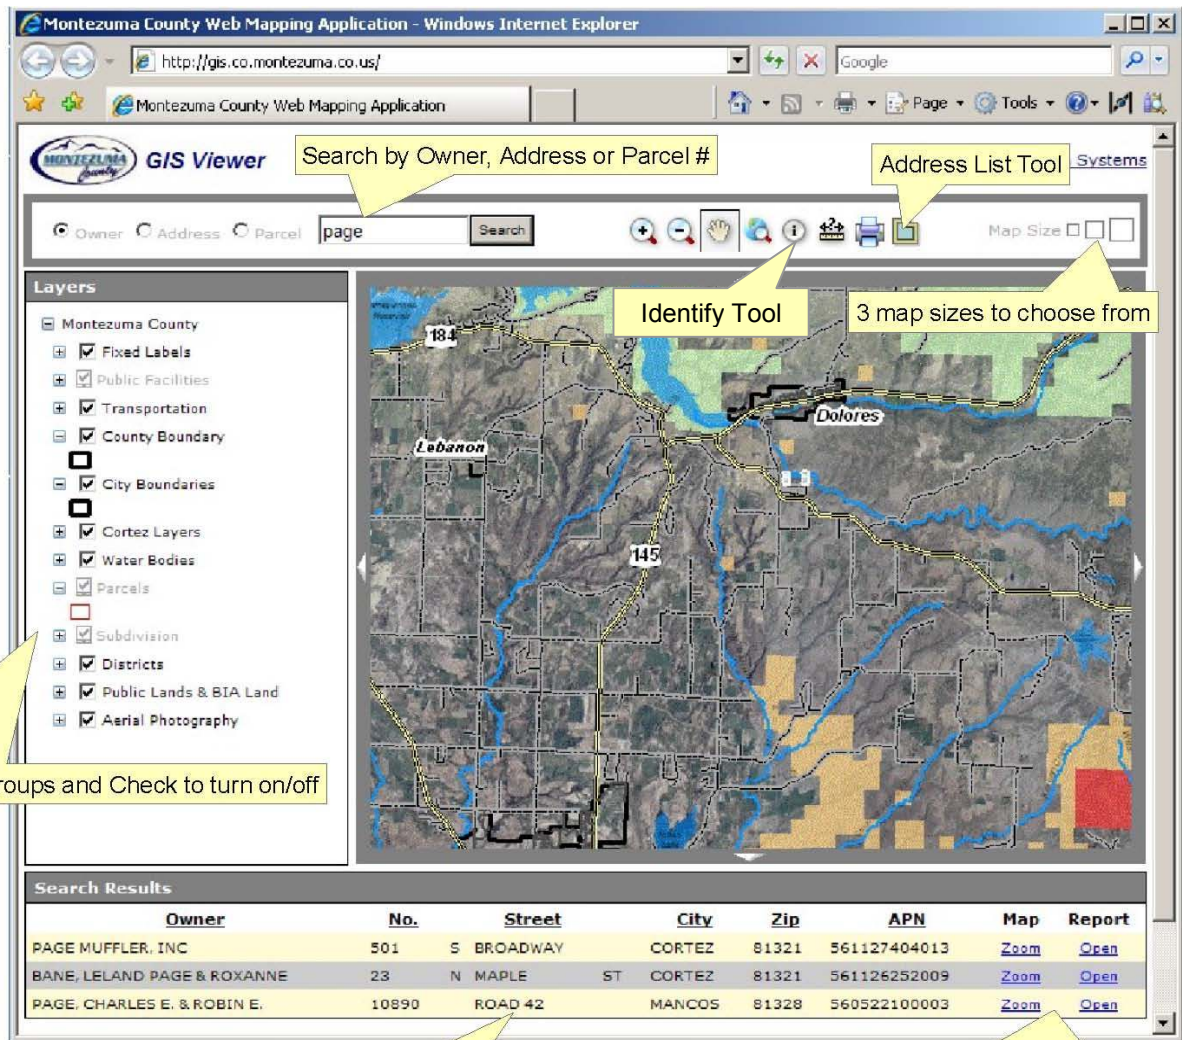 Montezuma County Web Mapping Application - Windows Internet Explorer
http://gis.co.montezuma.co.us/
Google
Montezuma County Web Mapping Application
Page
Tools
MONTEZUMA
County
GIS Viewer
Search by Owner, Address or Parcel #
Address List Tool
Systems
Owner Address Parcel page Search
Map Size
Identify Tool
3 map sizes to choose from
Layers
Montezuma County
Fixed Labels
Public Facilities
Transportation
County Boundary
City Boundaries
Cortez Layers
Water Bodies
Parcels
Subdivision
Districts
Public Lands & BIA Land
Aerial Photography
roups and Check to turn on/off
184
Dolores
Lebanon
145
Search Results
Owner No. Street City Zip APN Map Report
PAGE MUFFLER, INC 501 S BROADWAY CORTEZ 81321 561127404013 Zoom Open
BANE, LELAND PAGE & ROXANNE 23 N MAPLE ST CORTEZ 81321 561126252009 Zoom Open
PAGE, CHARLES E. & ROBIN E. 10890 ROAD 42 MANCOS 81328 560522100003 Zoom Open